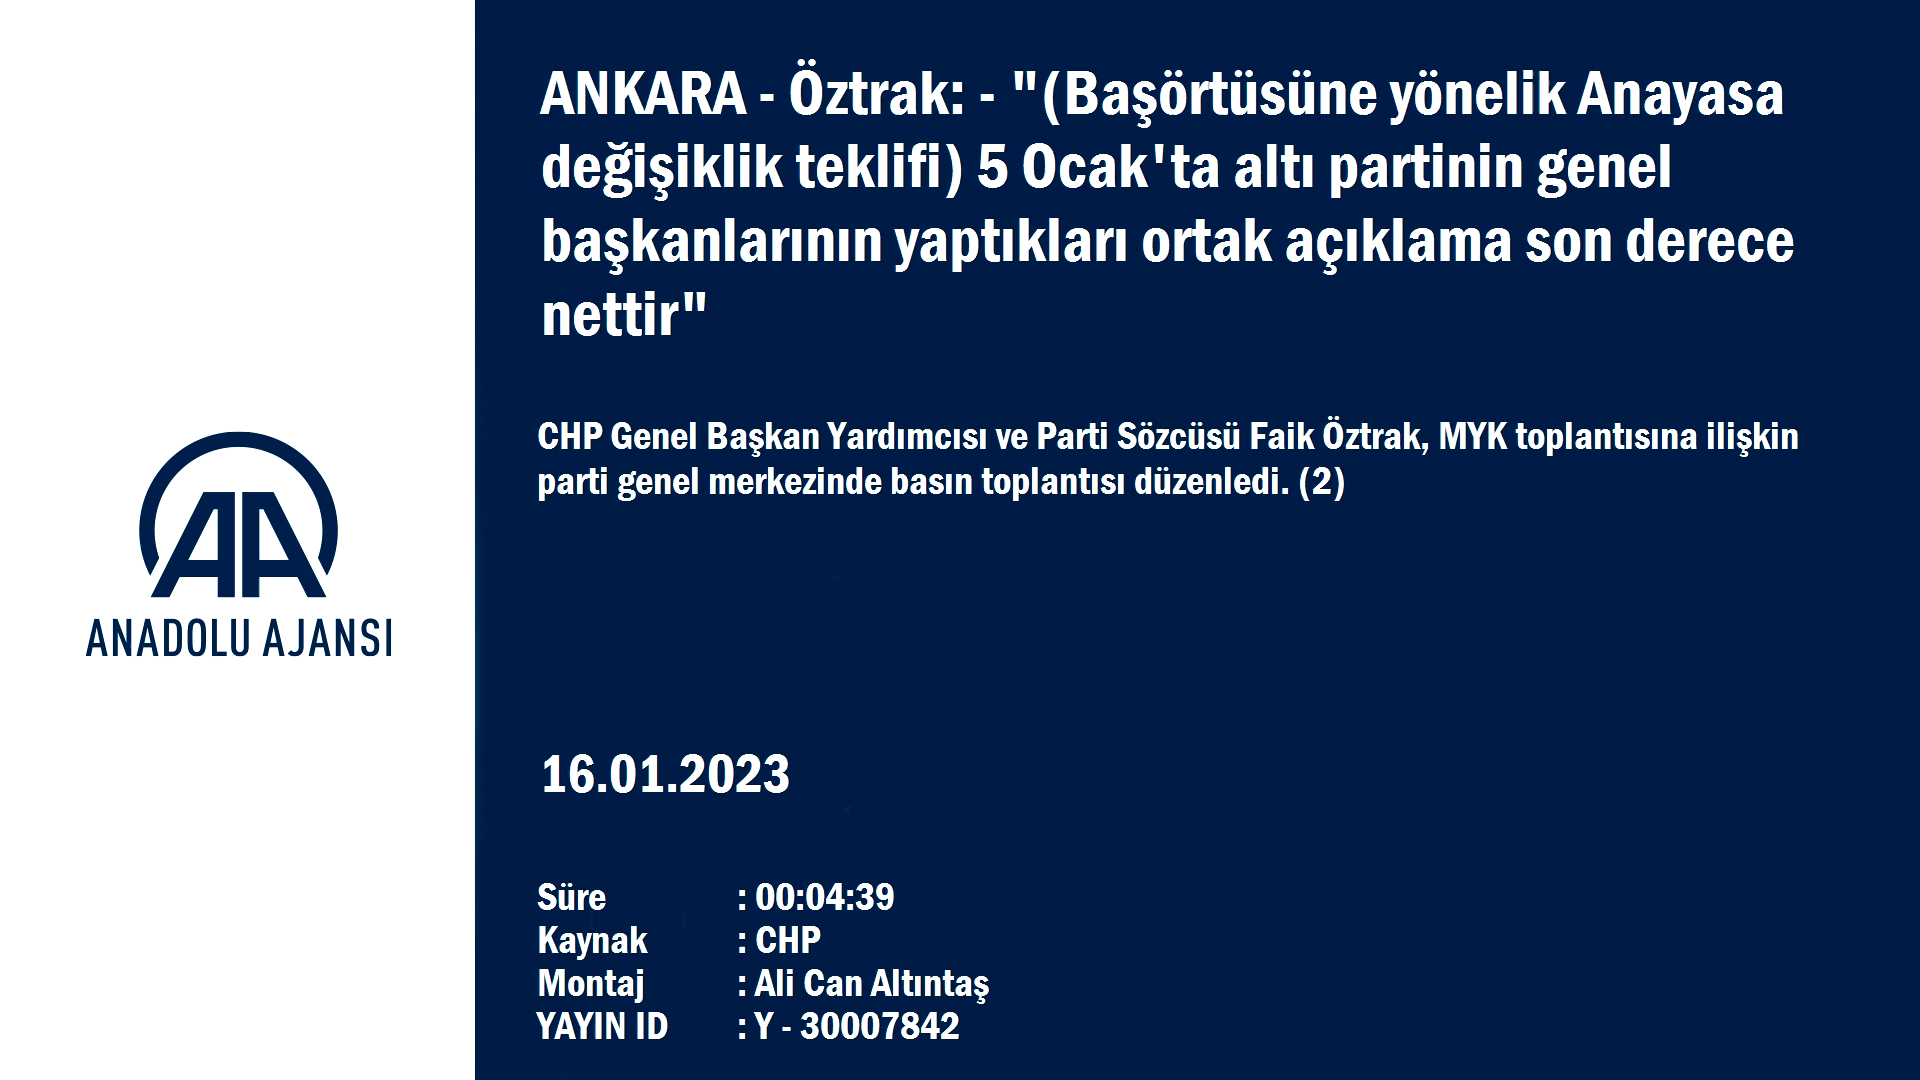 ANKARA - Öztrak: - "(Başörtüsüne yönelik Anayasa
değişiklik teklifi) 5 Ocak'ta altı partinin genel
başkanlarının yaptıkları ortak açıklama son derece
nettir"
CHP Genel Başkan Yardımcısı ve Parti Sözcüsü Faik Öztrak, MYK toplantısına ilişkin
parti genel merkezinde basın toplantısı düzenledi. (2)
AA
ANADOLU AJANSI
16.01.2023
Süre : 00:04:39
Kaynak : CHP
Montaj : Ali Can Altıntaş
YAYIN ID : Y - 30007842